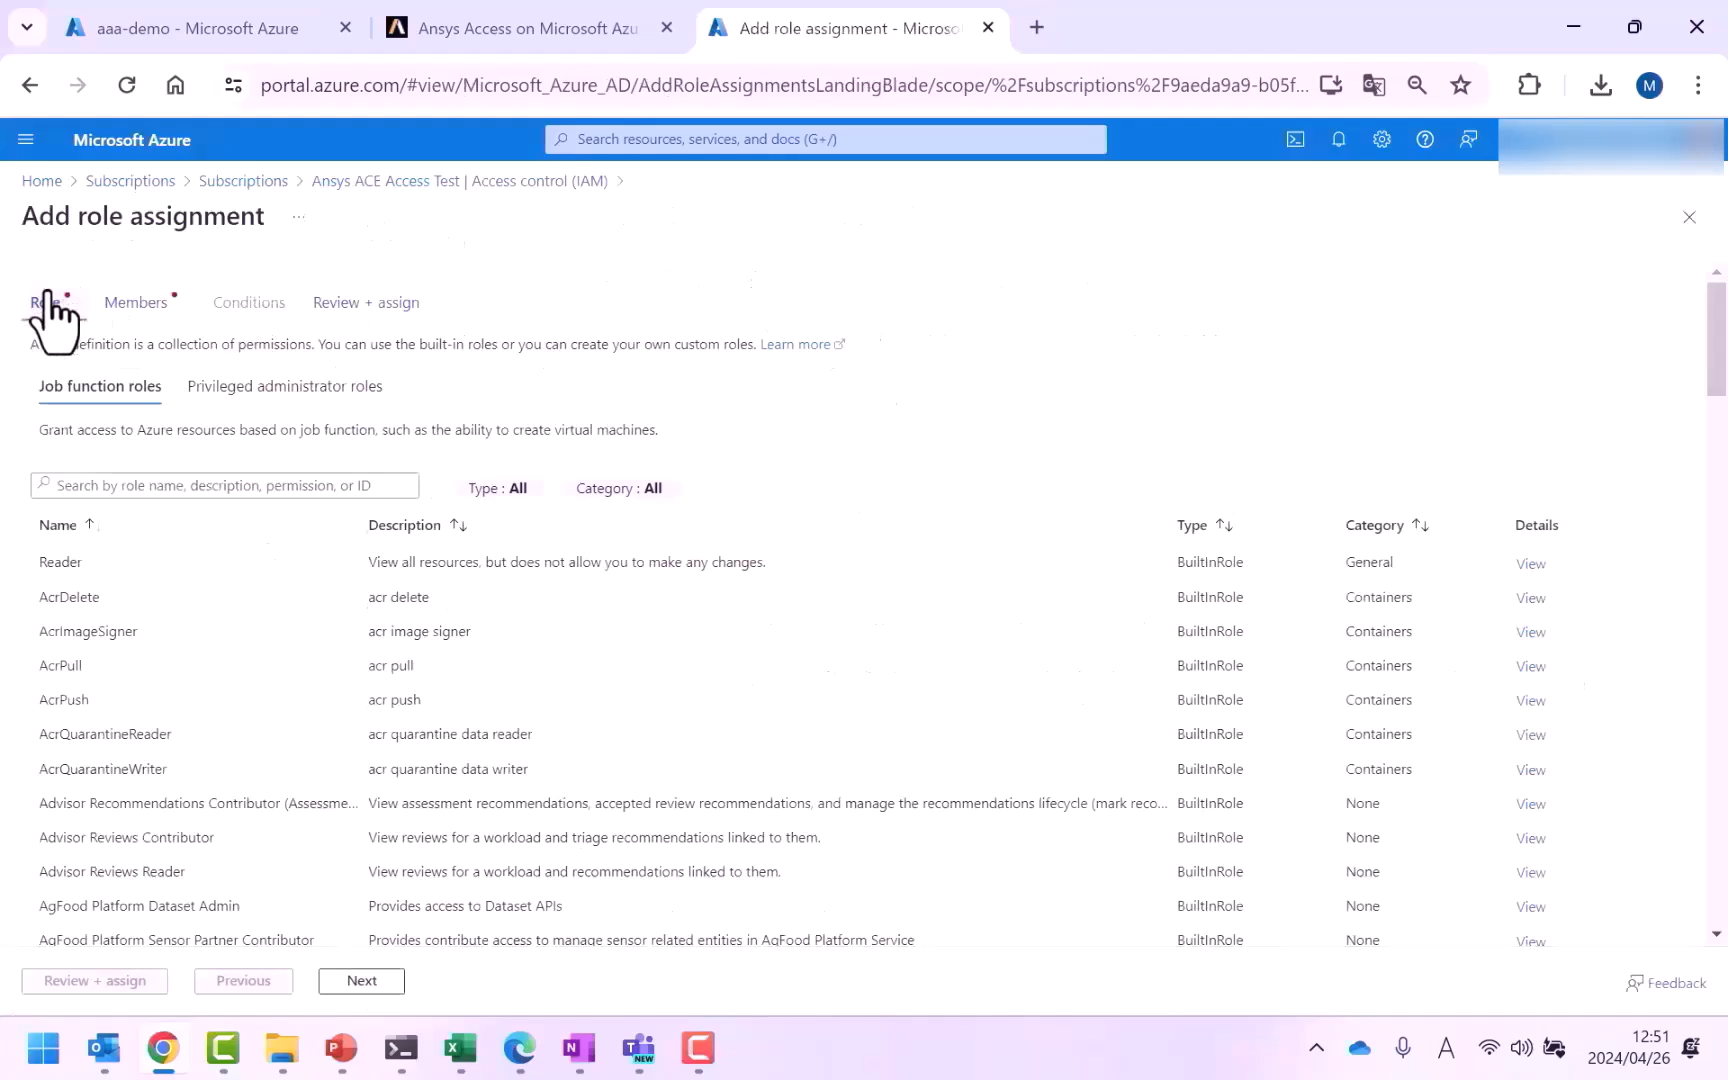 aaa-demo - Microsoft Azure
Ansys Access on Microsoft Azu
Add role assignment - Microso
portal.azure.com/#view/Microsoft_Azure_AD/AddRoleAssignmentsLandingBlade/scope/%2Fsubscriptions%2F9aeda9a9-b05f...
M
Microsoft Azure
Search resources, services, and docs (G+/)
Home > Subscriptions > Subscriptions > Ansys ACE Access Test | Access control (IAM) >
Add role assignment ...
Members Conditions Review + assign
definition is a collection of permissions. You can use the built-in roles or you can create your own custom roles. Learn more
Job function roles Privileged administrator roles
Grant access to Azure resources based on job function, such as the ability to create virtual machines.
Search by role name, description, permission, or ID Type : All Category : All
Name ↑ Description ↑↓ Type ↑↓ Category ↑↓ Details
Reader View all resources, but does not allow you to make any changes. BuiltInRole General View
AcrDelete acr delete BuiltInRole Containers View
AcrImageSigner acr image signer BuiltInRole Containers View
AcrPull acr pull BuiltInRole Containers View
AcrPush acr push BuiltInRole Containers View
AcrQuarantineReader acr quarantine data reader BuiltInRole Containers View
AcrQuarantineWriter acr quarantine data writer BuiltInRole Containers View
Advisor Recommendations Contributor (Assessme... View assessment recommendations, accepted review recommendations, and manage the recommendations lifecycle (mark reco... BuiltInRole None View
Advisor Reviews Contributor View reviews for a workload and triage recommendations linked to them. BuiltInRole None View
Advisor Reviews Reader View reviews for a workload and recommendations linked to them. BuiltInRole None View
AgFood Platform Dataset Admin Provides access to Dataset APIs BuiltInRole None View
AgFood Platform Sensor Partner Contributor Provides contribute access to manage sensor related entities in AgFood Platform Service BuiltInRole None View
Review + assign Previous Next Feedback
NEW
A
12:51
2024/04/26